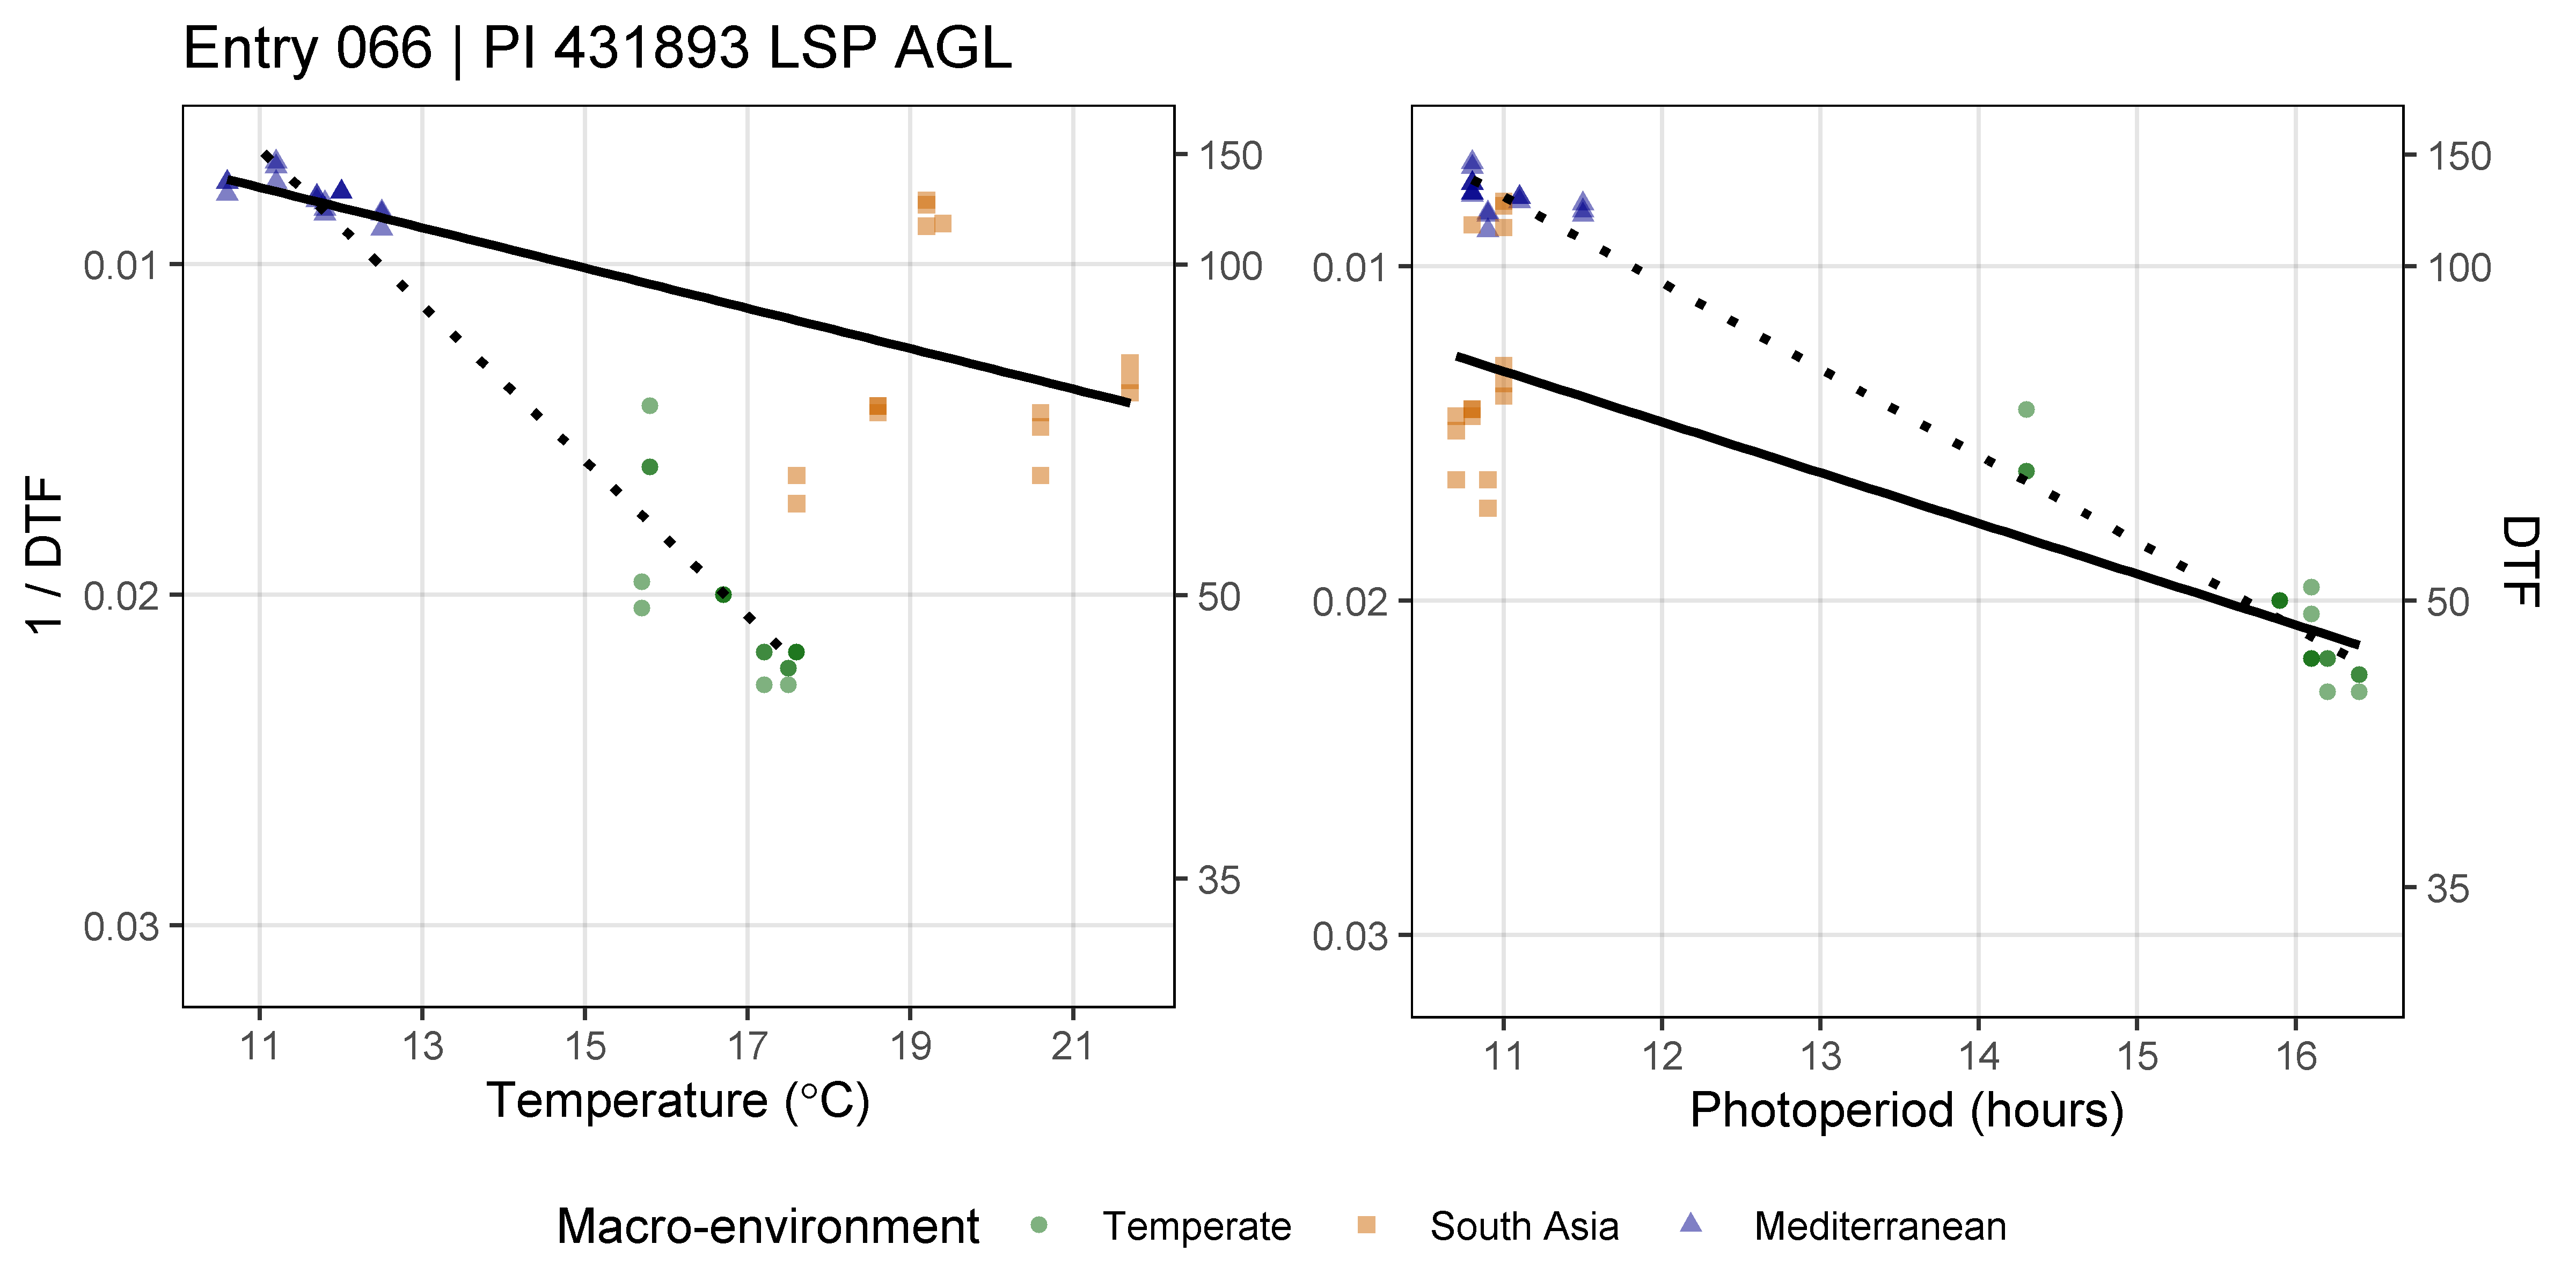 Entry 066 | PI 431893 LSP AGL
1 / DTF
0.01
0.02
0.03
150
100
50
35
11 13 15 17 19 21
Temperature (°C)
0.01
0.02
0.03
150
100
50
35
DTF
11 12 13 14 15 16
Photoperiod (hours)
Macro-environment Temperate South Asia Mediterranean